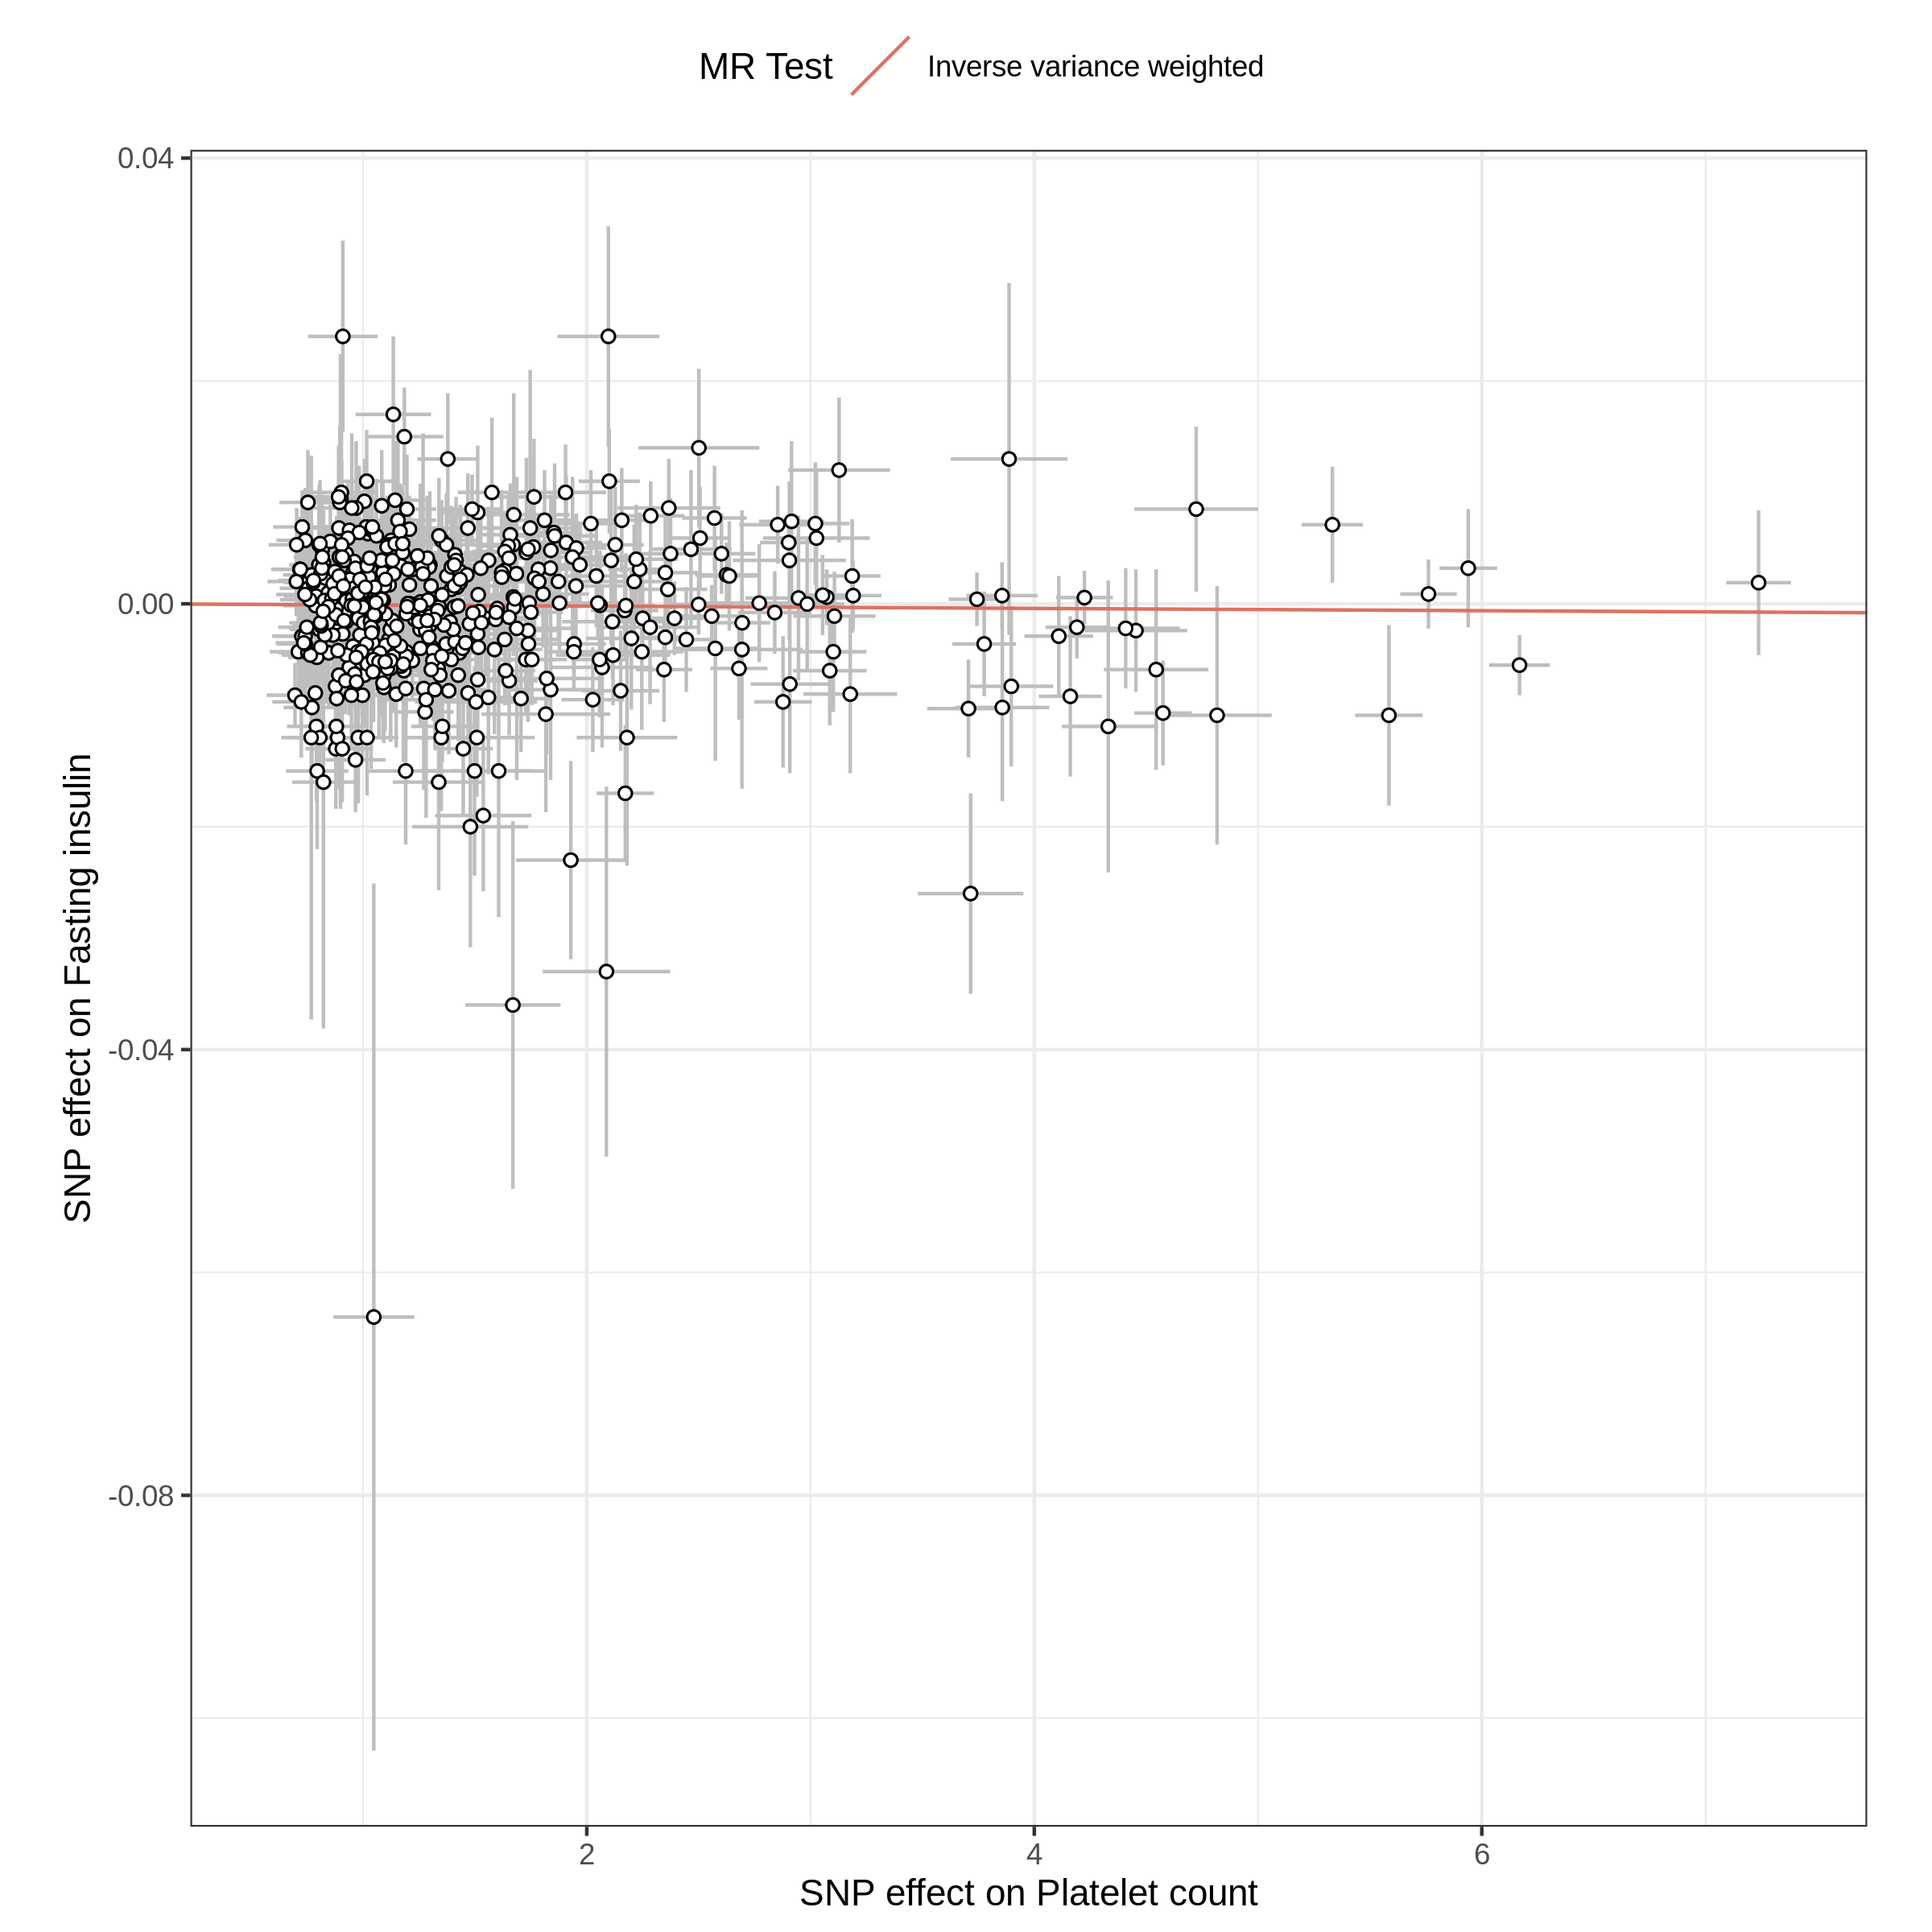 MR Test
Inverse variance weighted
0.04
0.00
-0.04
-0.08
SNP effect on Fasting insulin
2
4
6
SNP effect on Platelet count